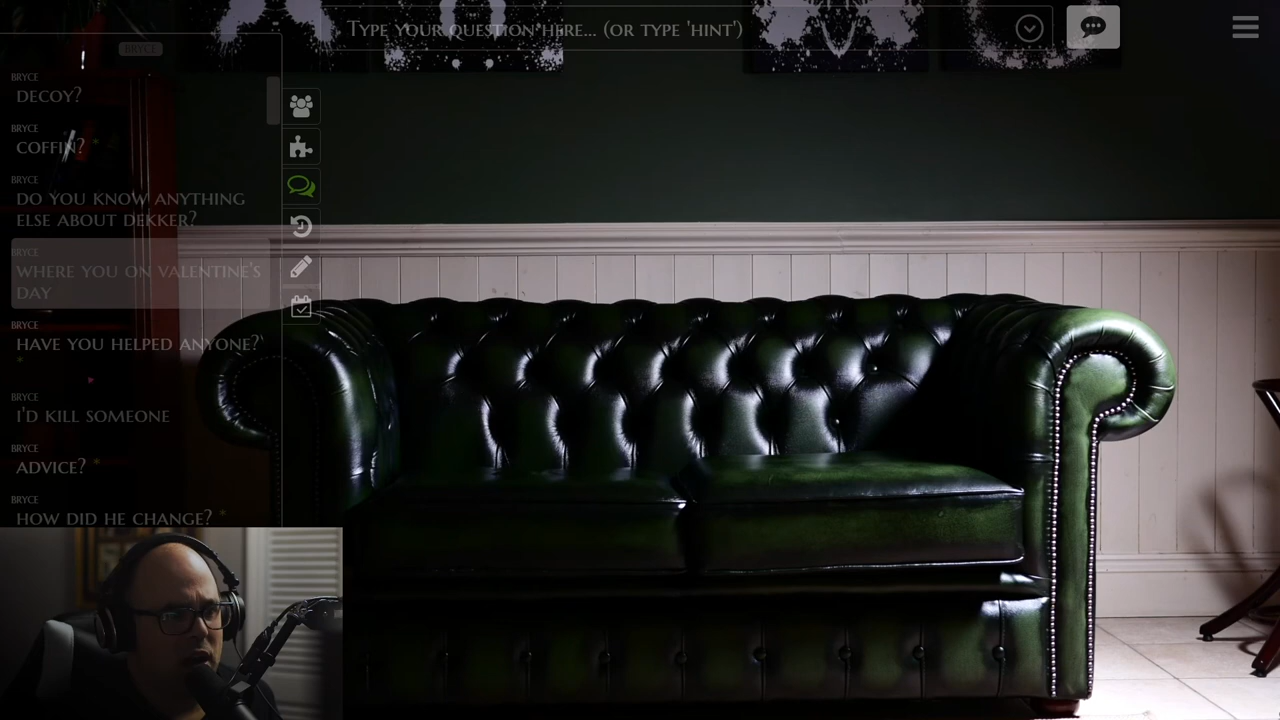 Type your question here... (or type 'hint')
BRYCE
BRYCE
DECOY?
BRYCE
COFFIN? *
BRYCE
DO YOU KNOW ANYTHING
ELSE ABOUT DEKKER?
BRYCE
WHERE YOU ON VALENTINE'S
DAY
BRYCE
HAVE YOU HELPED ANYONE?'
*
BRYCE
I'D KILL SOMEONE
BRYCE
ADVICE? *
BRYCE
HOW DID HE CHANGE? *